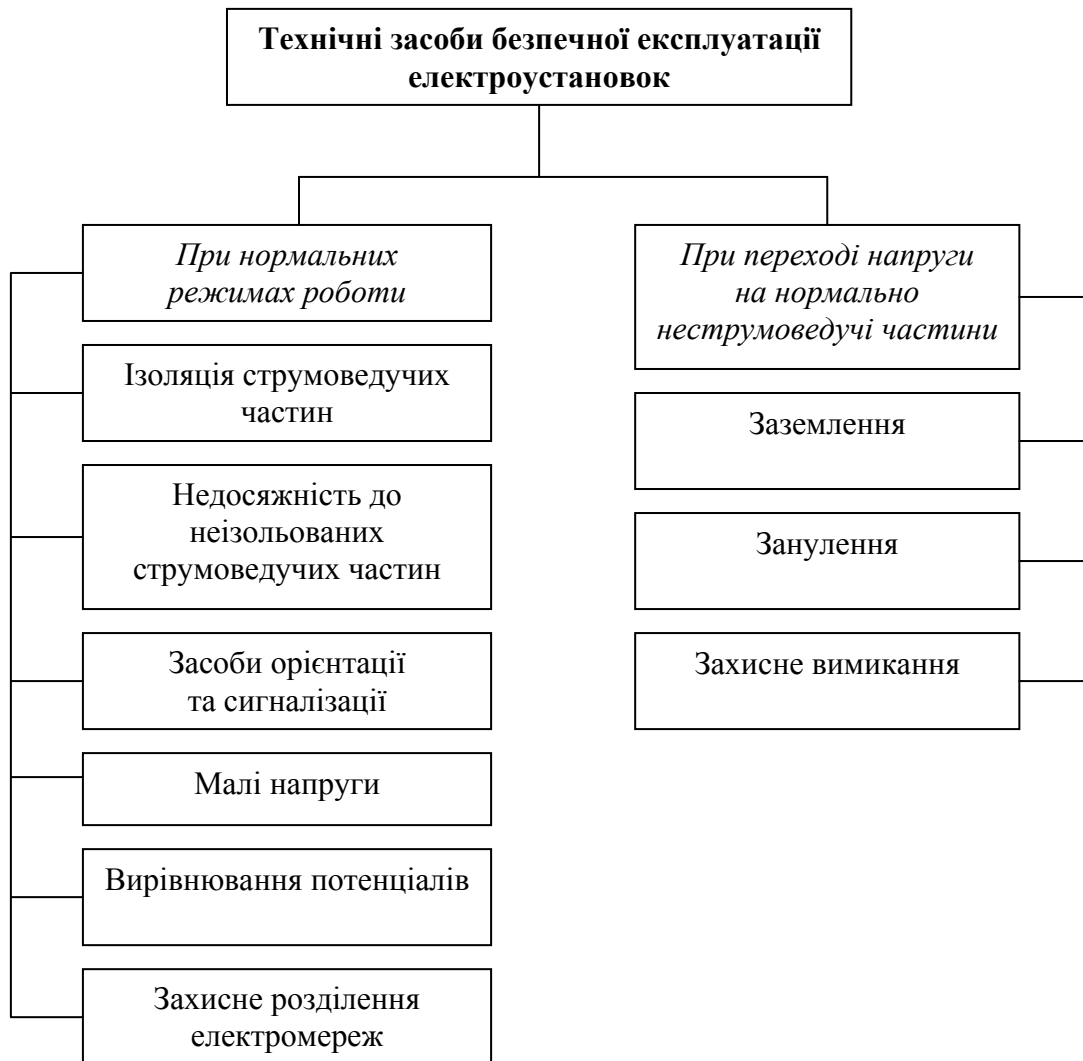 Технічні засоби безпечної експлуатації
електроустановок
При нормальних
режимах роботи
Ізоляція струмоведучих
частин
Недосяжність до
неізольованих
струмоведучих частин
Засоби орієнтації
та сигналізації
Малі напруги
Вирівнювання потенціалів
Захисне розділення
електромереж
При переході напруги
на нормально
неструмоведучі частини
Заземлення
Занулення
Захисне вимикання